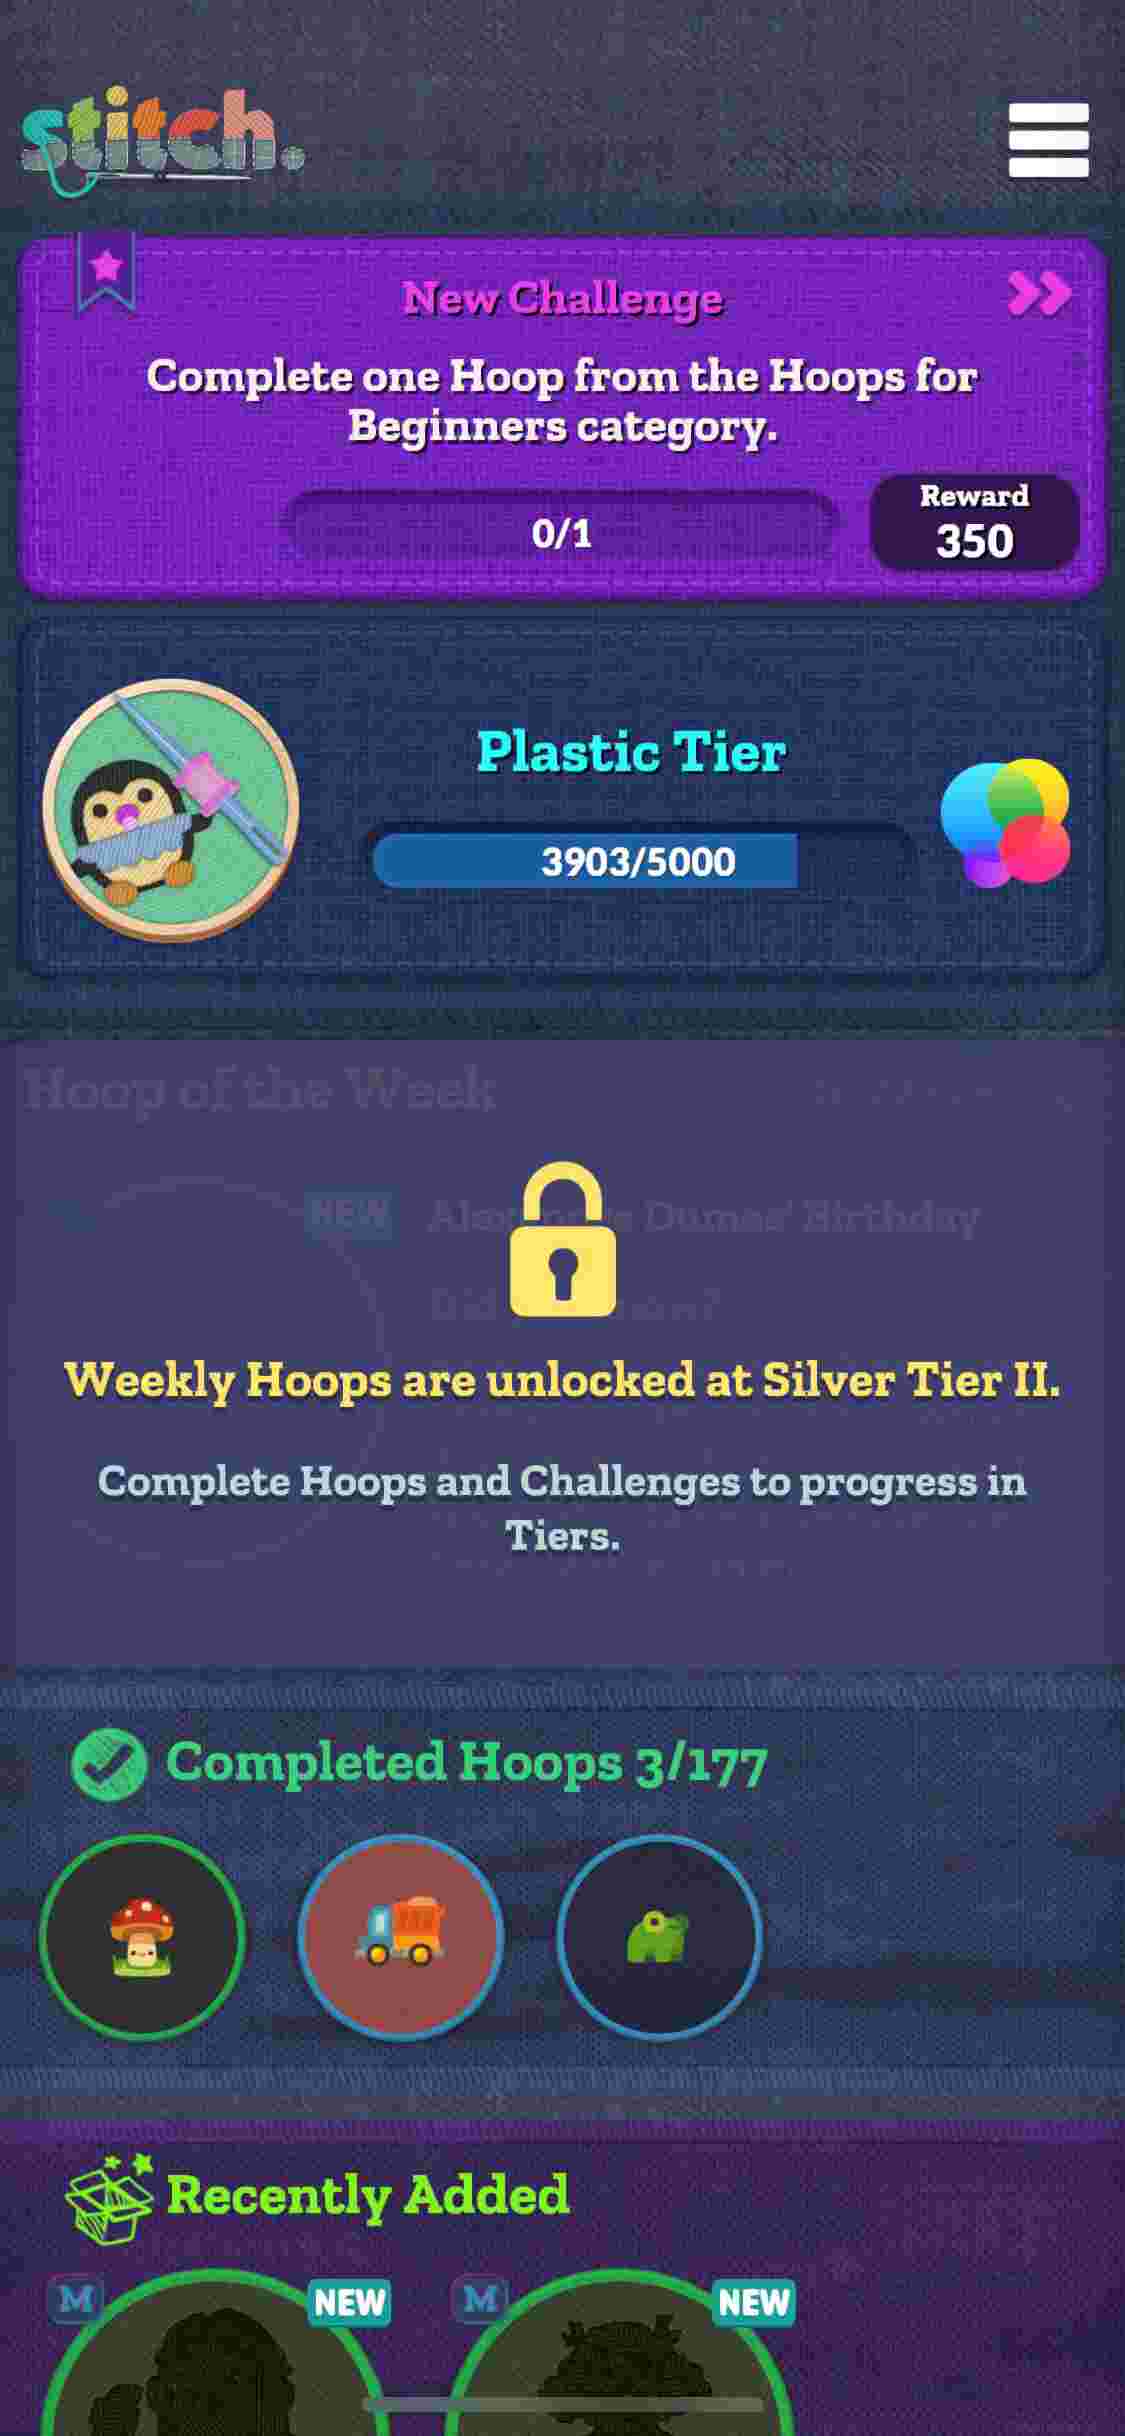 stitch.
New Challenge
Complete one Hoop from the Hoops for
Beginners category.
0/1
Reward
350
Plastic Tier
3903/5000
Hoop of the Week
NEW
Dumas' Birthday
Weekly Hoops are unlocked at Silver Tier II.
Complete Hoops and Challenges to progress in
Tiers.
Completed Hoops 3/177
Recently Added
M
NEW
M
NEW